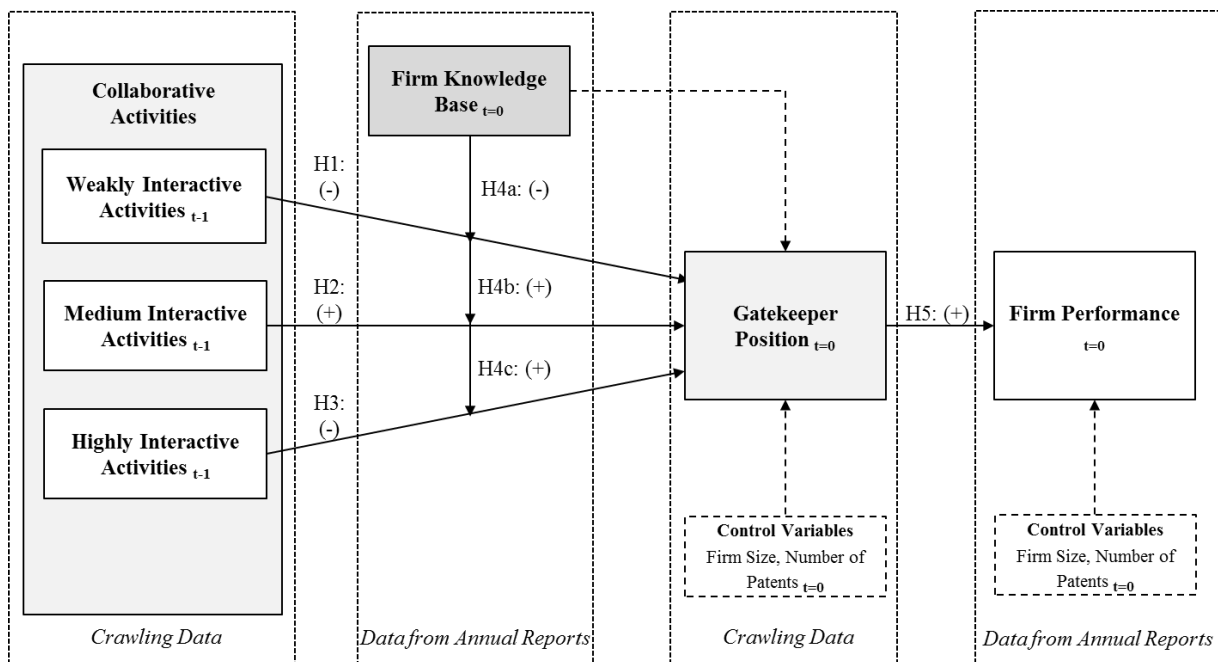 Collaborative
Activities
Weakly Interactive
Activities t-1
Medium Interactive
Activities t-1
Highly Interactive
Activities t-1
Crawling Data
H1:
(-)
H2:
(+)
H3:
(-)
Firm Knowledge
Base t=0
H4a: (-)
H4b: (+)
H4c: (+)
Data from Annual Reports
Gatekeeper
Position t=0
Control Variables
Firm Size, Number of
Patents t=0
Crawling Data
H5: (+)
Firm Performance
t=0
Control Variables
Firm Size, Number of
Patents t=0
Data from Annual Reports